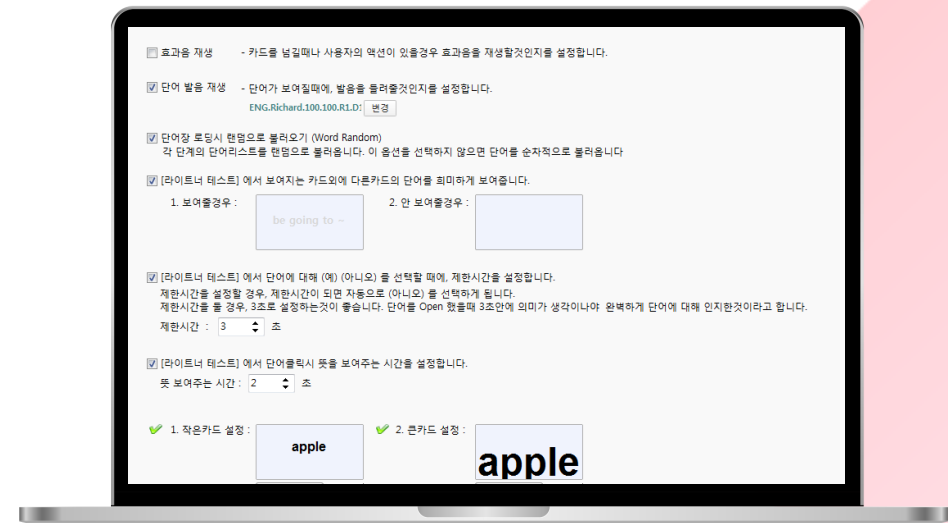 효과음 재생 - 카드를 넘길때나 사용자의 액션이 있을경우 효과음을 재생할것인지를 설정합니다.
단어 발음 재생 - 단어가 보여질때에, 발음을 들려줄것인지를 설정합니다.
ENG.Richard.100.100.R1.D: 변경
단어장 로딩시 랜덤으로 불러오기 (Word Random)
각 단계의 단어리스트를 랜덤으로 불러옵니다. 이 옵션을 선택하지 않으면 단어를 순차적으로 불러옵니다
[라이트너 테스트] 에서 보여지는 카드외에 다른카드의 단어를 희미하게 보여줍니다.
1. 보여줄경우 : be going to ~ 2. 안 보여줄경우 :
[라이트너 테스트] 에서 단어에 대해 (예) (아니오) 를 선택할 때에, 제한시간을 설정합니다.
제한시간을 설정할 경우, 제한시간이 되면 자동으로 (아니오) 를 선택하게 됩니다.
제한시간을 둘 경우, 3초로 설정하는것이 좋습니다. 단어를 Open 했을때 3초안에 의미가 생각이나야 완벽하게 단어에 대해 인지한것이라고 합니다.
제한시간 : 3 초
[라이트너 테스트] 에서 단어클릭시 뜻을 보여주는 시간을 설정합니다.
뜻 보여주는 시간 : 2 초
1. 작은카드 설정 : apple 2. 큰카드 설정 : apple